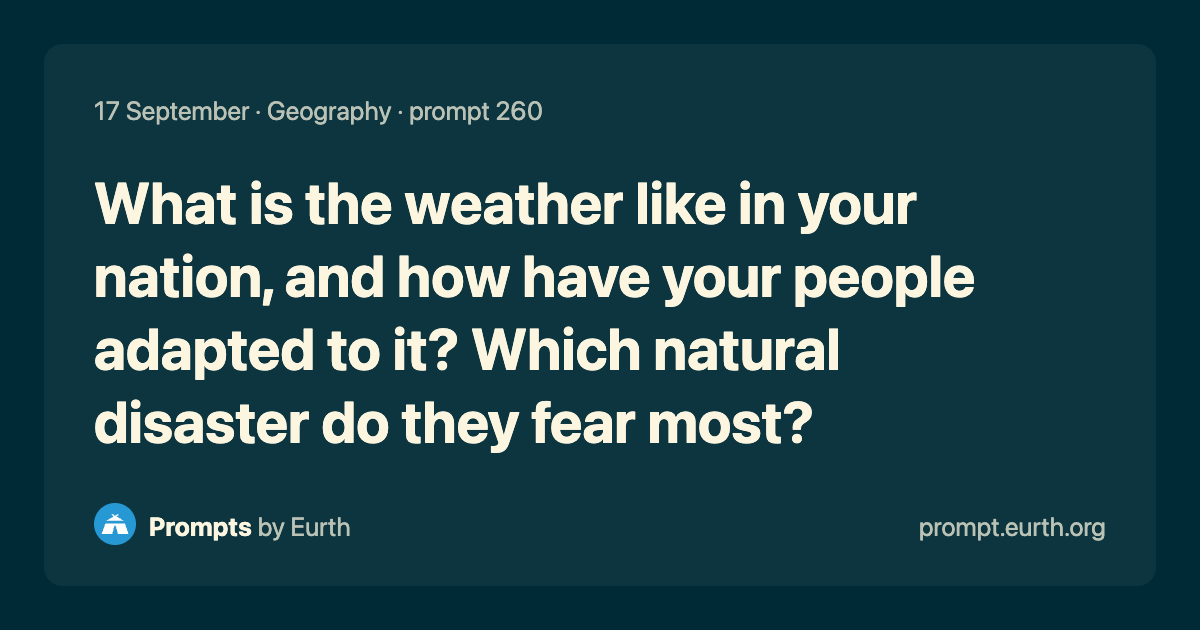 17 September · Geography · prompt 260
What is the weather like in your
nation, and how have your people
adapted to it? Which natural
disaster do they fear most?
Prompts by Eurth
prompt.eurth.org